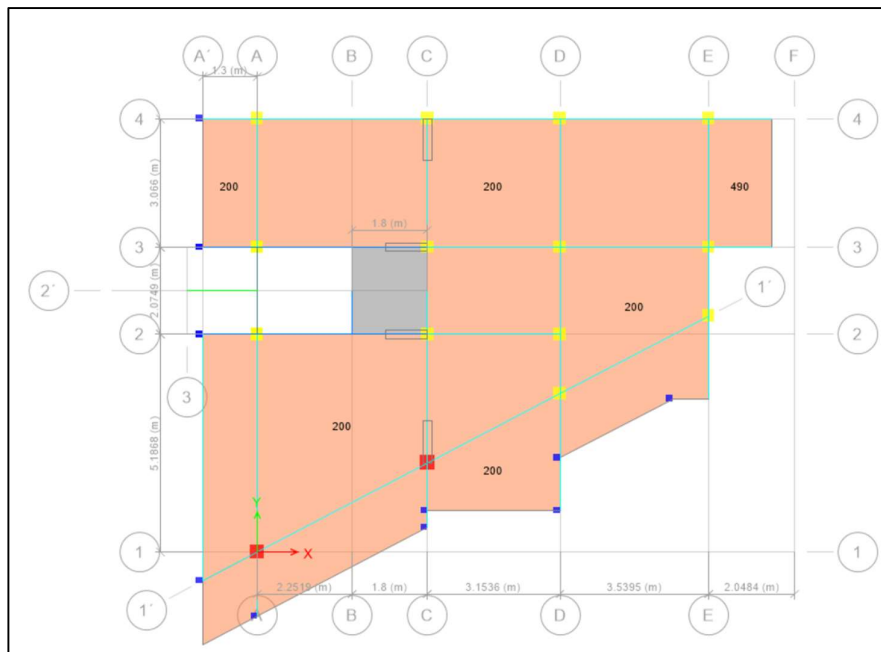 A´ A B C D E F
1.3 (m)
4 4
3.066 (m)
200 200 490
1.8 (m)
3 3
2.0749 (m)
2´ 1´
200
2 2
3
5.1868 (m)
200
200
Y
1 X 1
2.2519 (m) 1.8 (m) 3.1536 (m) 3.5395 (m) 2.0484 (m)
1´ A B C D E